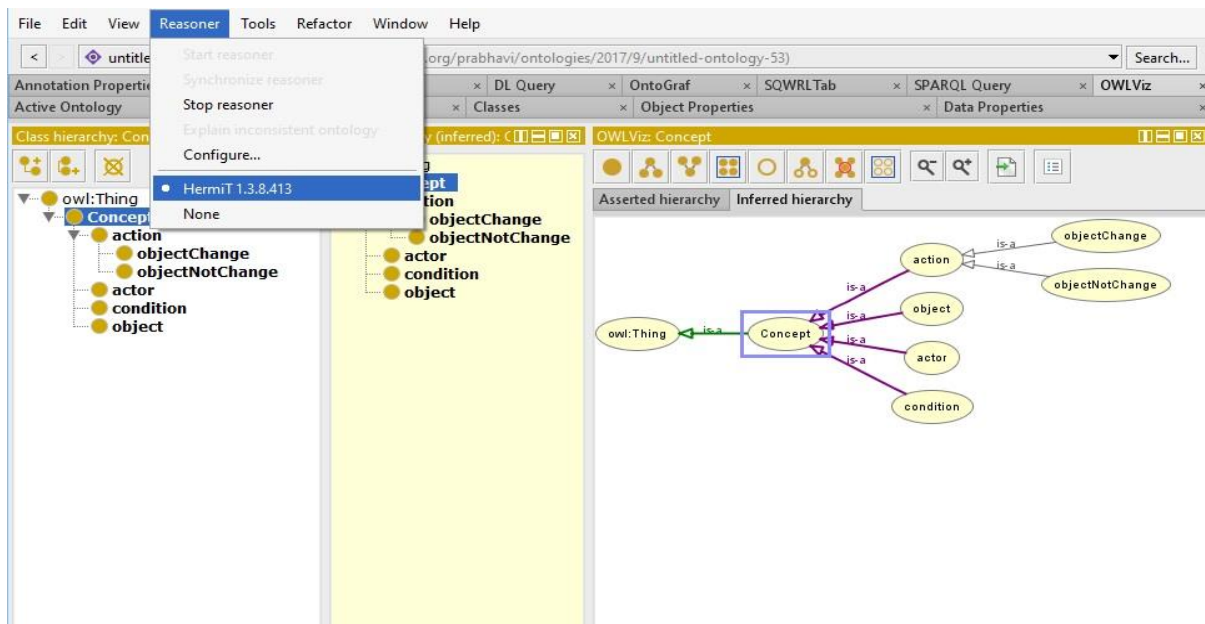 File Edit View Reasoner Tools Refactor Window Help
< > untitle .org/prabhavi/ontologies/2017/9/untitled-ontology-53) Search...
Start reasoner
Synchronize reasoner
Stop reasoner
Explain inconsistent ontology
Configure...
HermiT 1.3.8.413
None
Annotation Properti × DL Query × OntoGraf × SQWRLTab × SPARQL Query × OWLViz ×
Active Ontology × Classes × Object Properties × Data Properties ×
Class hierarchy: Con
owl:Thing
Concept
action
objectChange
objectNotChange
actor
condition
object
(inferred): C
g
ept
tion
objectChange
objectNotChange
actor
condition
object
OWLViz: Concept
Asserted hierarchy Inferred hierarchy
objectChange
is-a
action
is-a
objectNotChange
is-a
object
is-a
owl:Thing
is-a
Concept
is-a
actor
is-a
condition